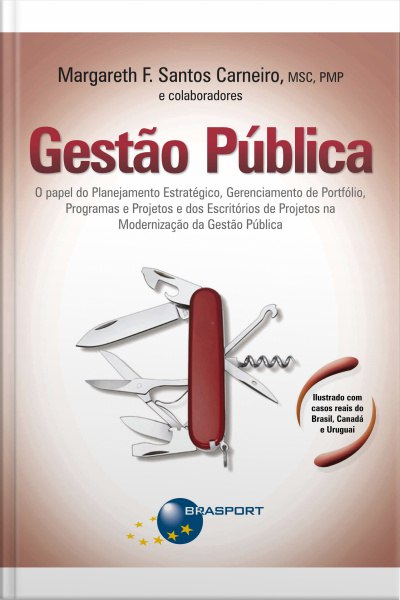 Margareth F. Santos Carneiro, MSC, PMP
e colaboradores
Gestão Pública
O papel do Planejamento Estratégico, Gerenciamento de Portfólio,
Programas e Projetos e dos Escritórios de Projetos na
Modernização da Gestão Pública
Ilustrado com
casos reais do
Brasil, Canadá
e Uruguai
BRASPORT